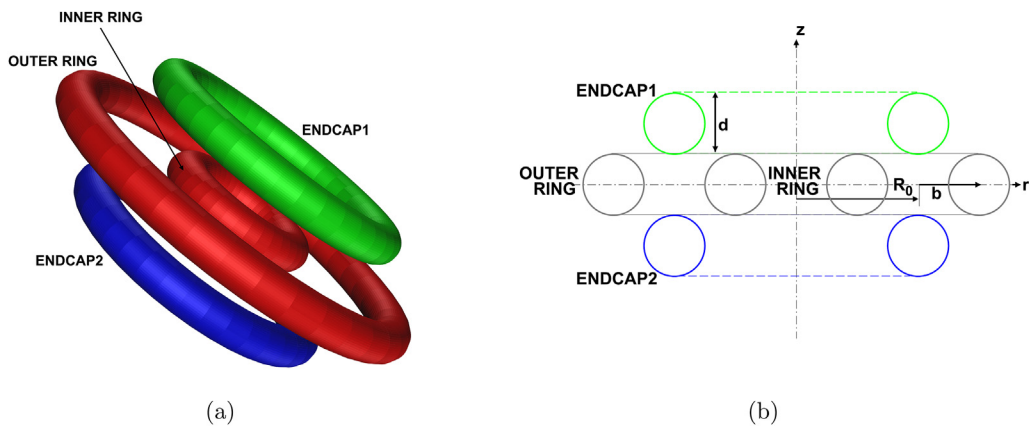 INNER RING
OUTER RING
ENDCAP1
ENDCAP2
(a)
z
ENDCAP1
d
OUTER
RING
INNER
RING
R0
b
r
ENDCAP2
(b)